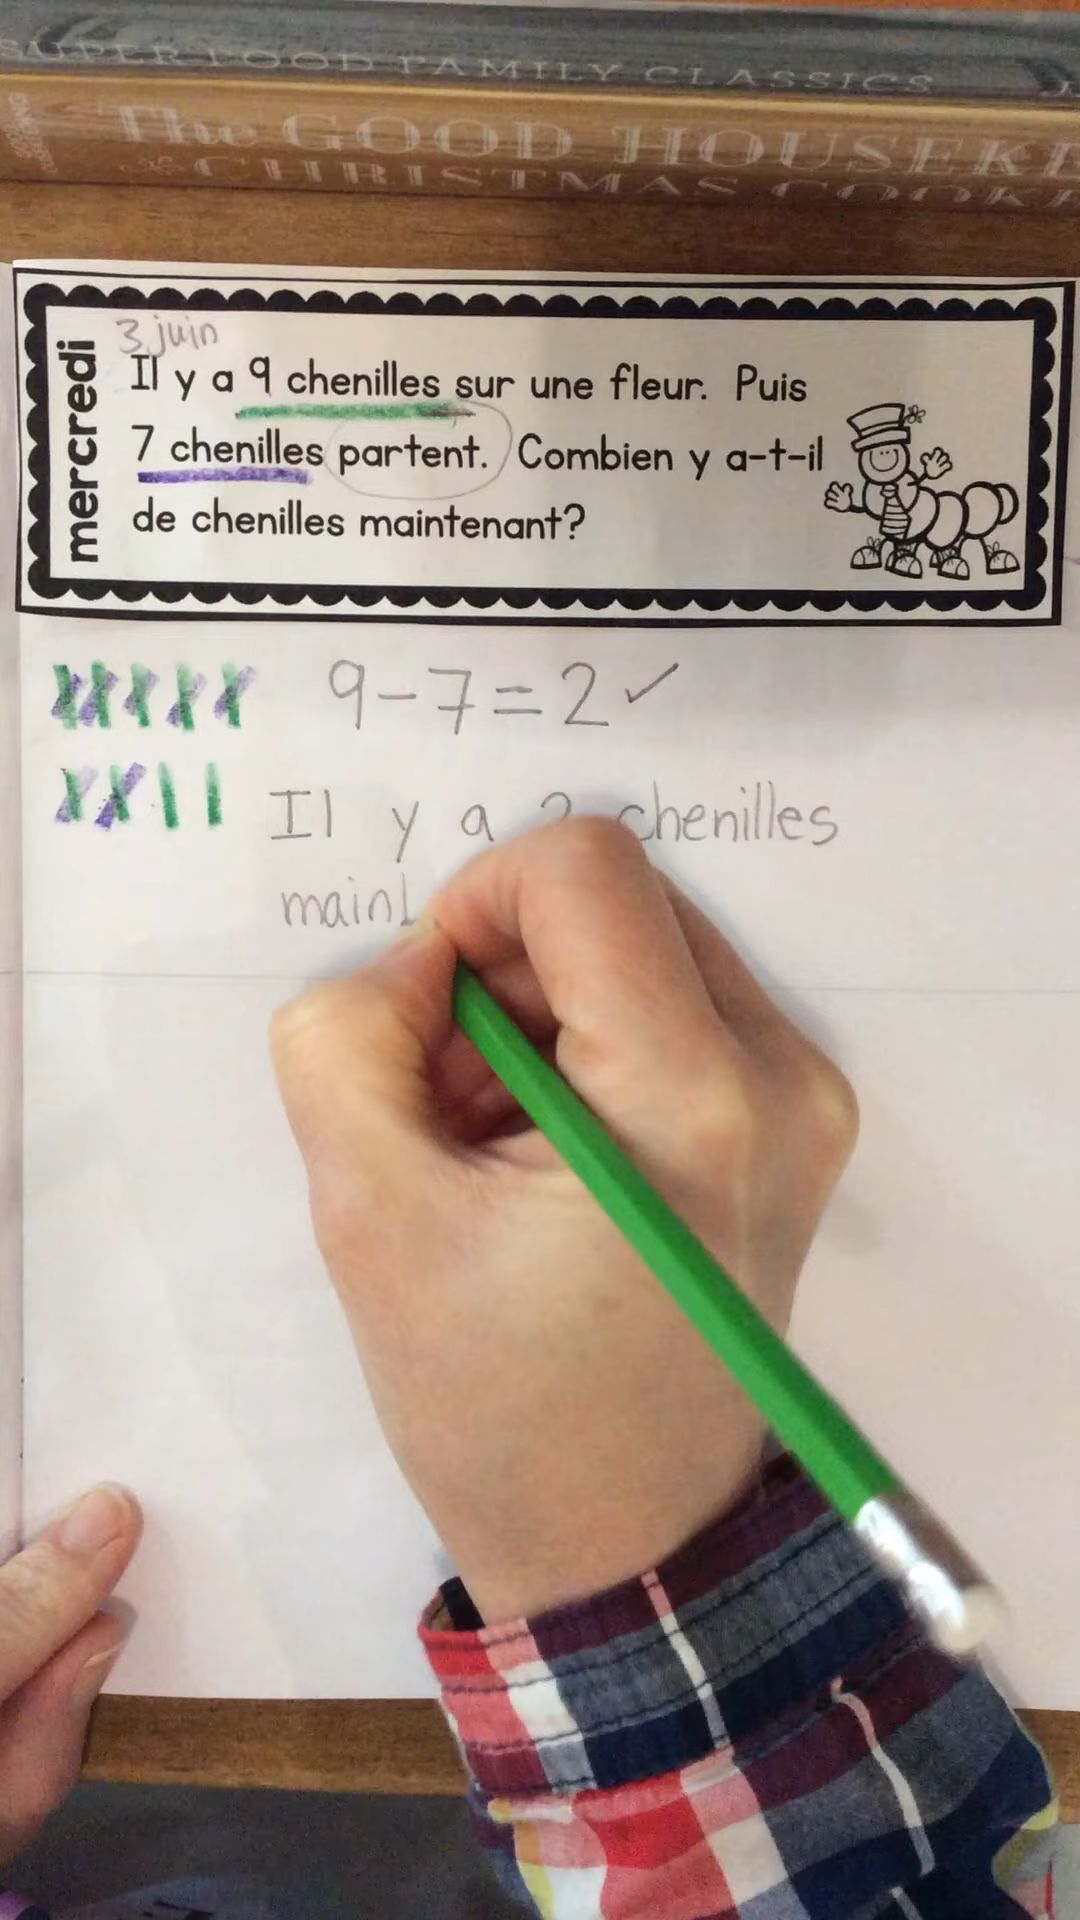 SUPER FOOD FAMILY CLASSICS
The GOOD HOUSEKE
CHRISTMAS COOK
mercredi
3 juin
Il y a 9 chenilles sur une fleur. Puis
7 chenilles partent. Combien y a-t-il
de chenilles maintenant?
9-7=2✓
Il y a 2 chenilles
main